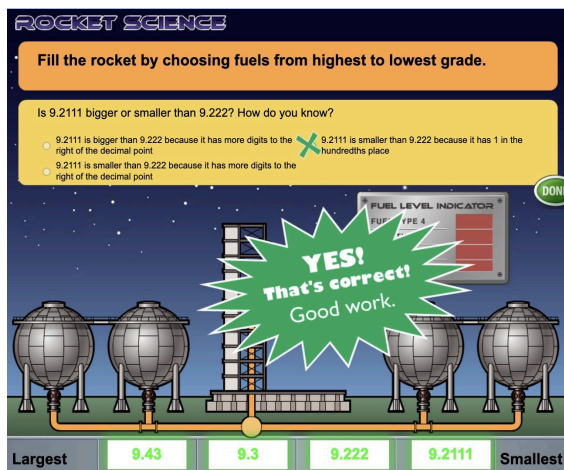 ROCKET SCIENCE
Fill the rocket by choosing fuels from highest to lowest grade.
Is 9.2111 bigger or smaller than 9.222? How do you know?
9.2111 is bigger than 9.222 because it has more digits to the
right of the decimal point
9.2111 is smaller than 9.222 because it has 1 in the
hundredths place
9.2111 is smaller than 9.222 because it has more digits to the
right of the decimal point
DON
FUEL LEVEL INDICATOR
YPE 4
YES!
That's correct!
Good work.
Largest
9.43
9.3
9.222
9.2111
Smallest